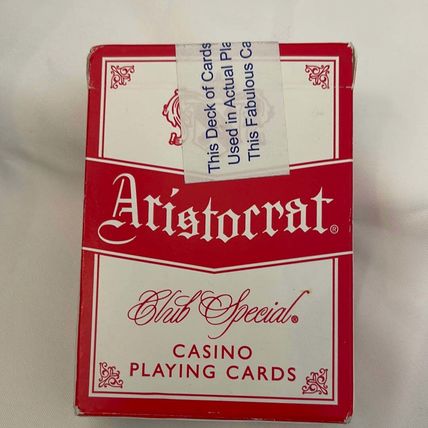 This Deck of Cards
Used in Actual Pla
This Fabulous Ca
Aristocrat®
Club Special®
CASINO
PLAYING CARDS